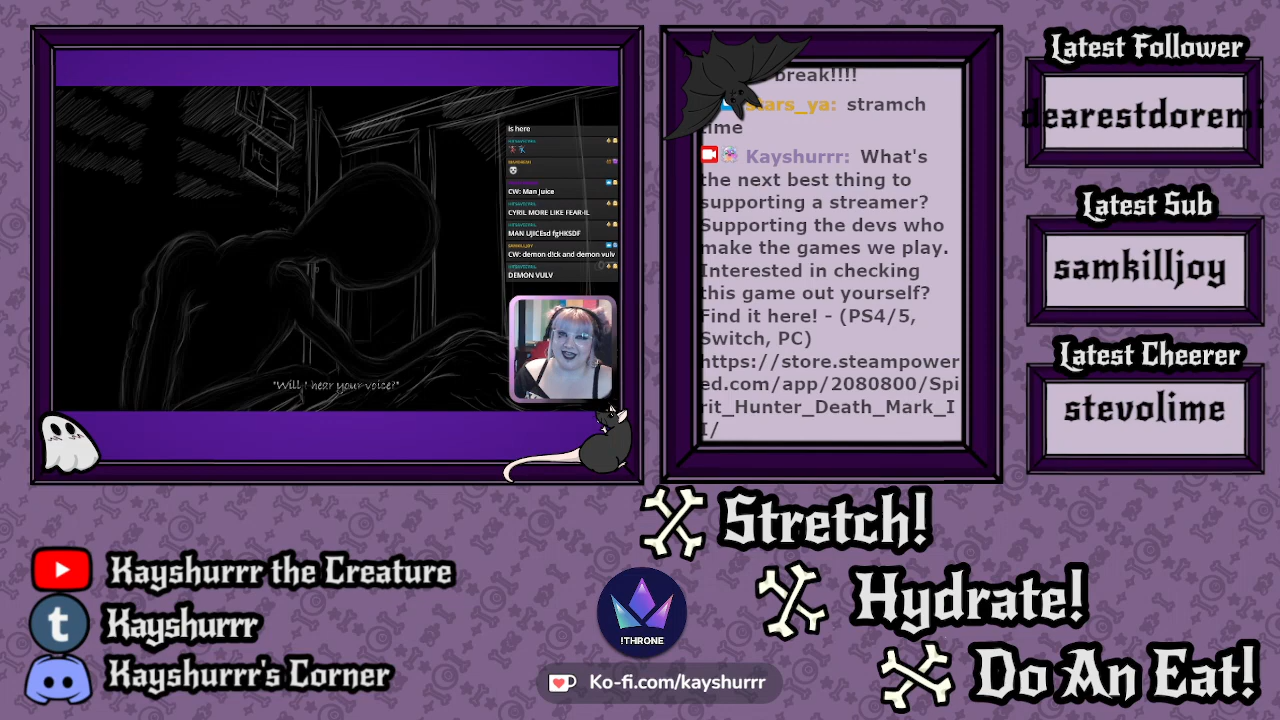 is here
CW: Man juice
CYRIL MORE LIKE FEAR-IL
MAN UJICEsd fgHKSDF
CW: demon d!ck and demon vulv
DEMON VULV
"Will I hear your voice?"
break!!!!
stars_ya: stramch
time
Kayshurrr: What's
the next best thing to
supporting a streamer?
Supporting the devs who
make the games we play.
Interested in checking
this game out yourself?
Find it here! - (PS4/5,
Switch, PC)
https://store.steampower
ed.com/app/2080800/Spi
rit_Hunter_Death_Mark_I
I/
Latest Follower
dearestdoremi
Latest Sub
samkilljoy
Latest Cheerer
stevolime
Stretch!
Hydrate!
Do An Eat!
Kayshurrr the Creature
Kayshurrr
Kayshurrr's Corner
!THRONE
Ko-fi.com/kayshurrr